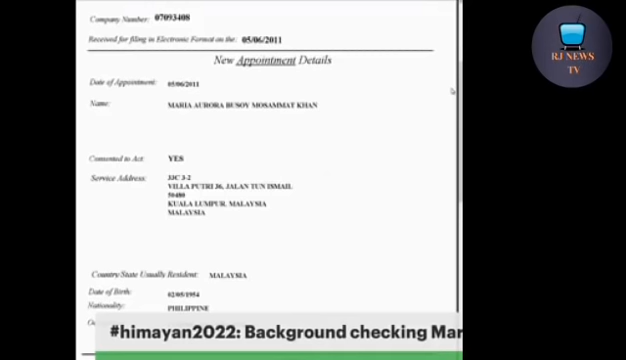 Company Number: 07093408
Received for filing in Electronic Format on the: 05/06/2011
New Appointment Details
Date of Appointment: 05/06/2011
Name: MARIA AURORA BUSOY MOSAMMAT KHAN
Consented to Act: YES
Service Address: JJC 3-2
VILLA PUTRI 36, JALAN TUN ISMAIL
50480
KUALA LUMPUR, MALAYSIA
MALAYSIA
Country/State Usually Resident: MALAYSIA
Date of Birth: 02/05/1954
Nationality: PHILIPPINE
#himayan2022: Background checking Mar
RJ NEWS
TV